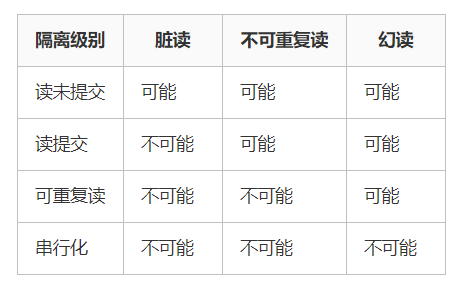 隔离级别 脏读 不可重复读 幻读
读未提交 可能 可能 可能
读提交 不可能 可能 可能
可重复读 不可能 不可能 可能
串行化 不可能 不可能 不可能